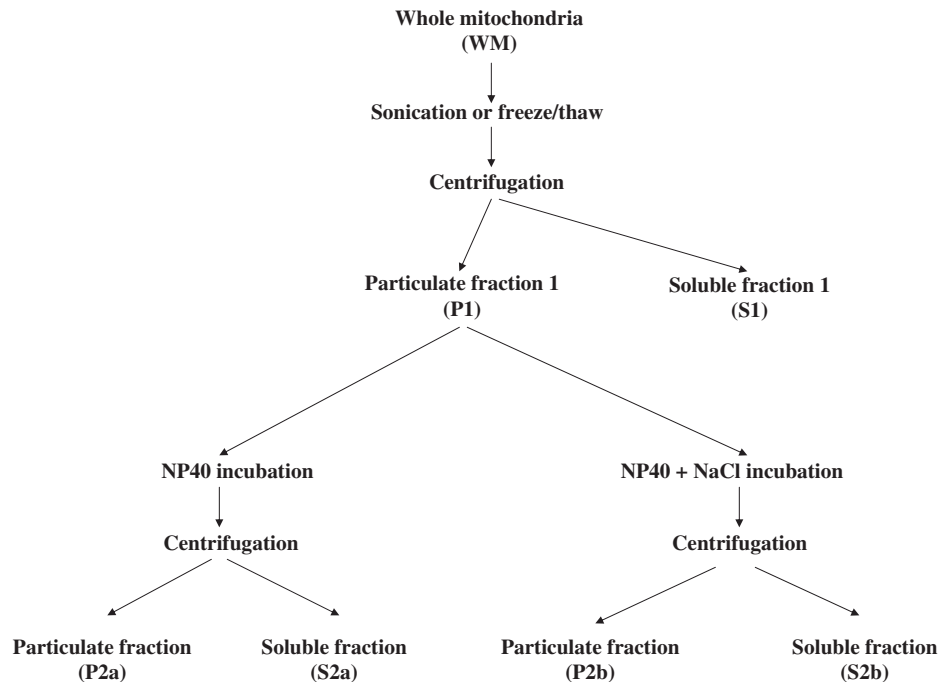 Whole mitochondria
(WM)
Sonication or freeze/thaw
Centrifugation
Particulate fraction 1
(P1)
Soluble fraction 1
(S1)
NP40 incubation
NP40 + NaCl incubation
Centrifugation
Centrifugation
Particulate fraction
(P2a)
Soluble fraction
(S2a)
Particulate fraction
(P2b)
Soluble fraction
(S2b)